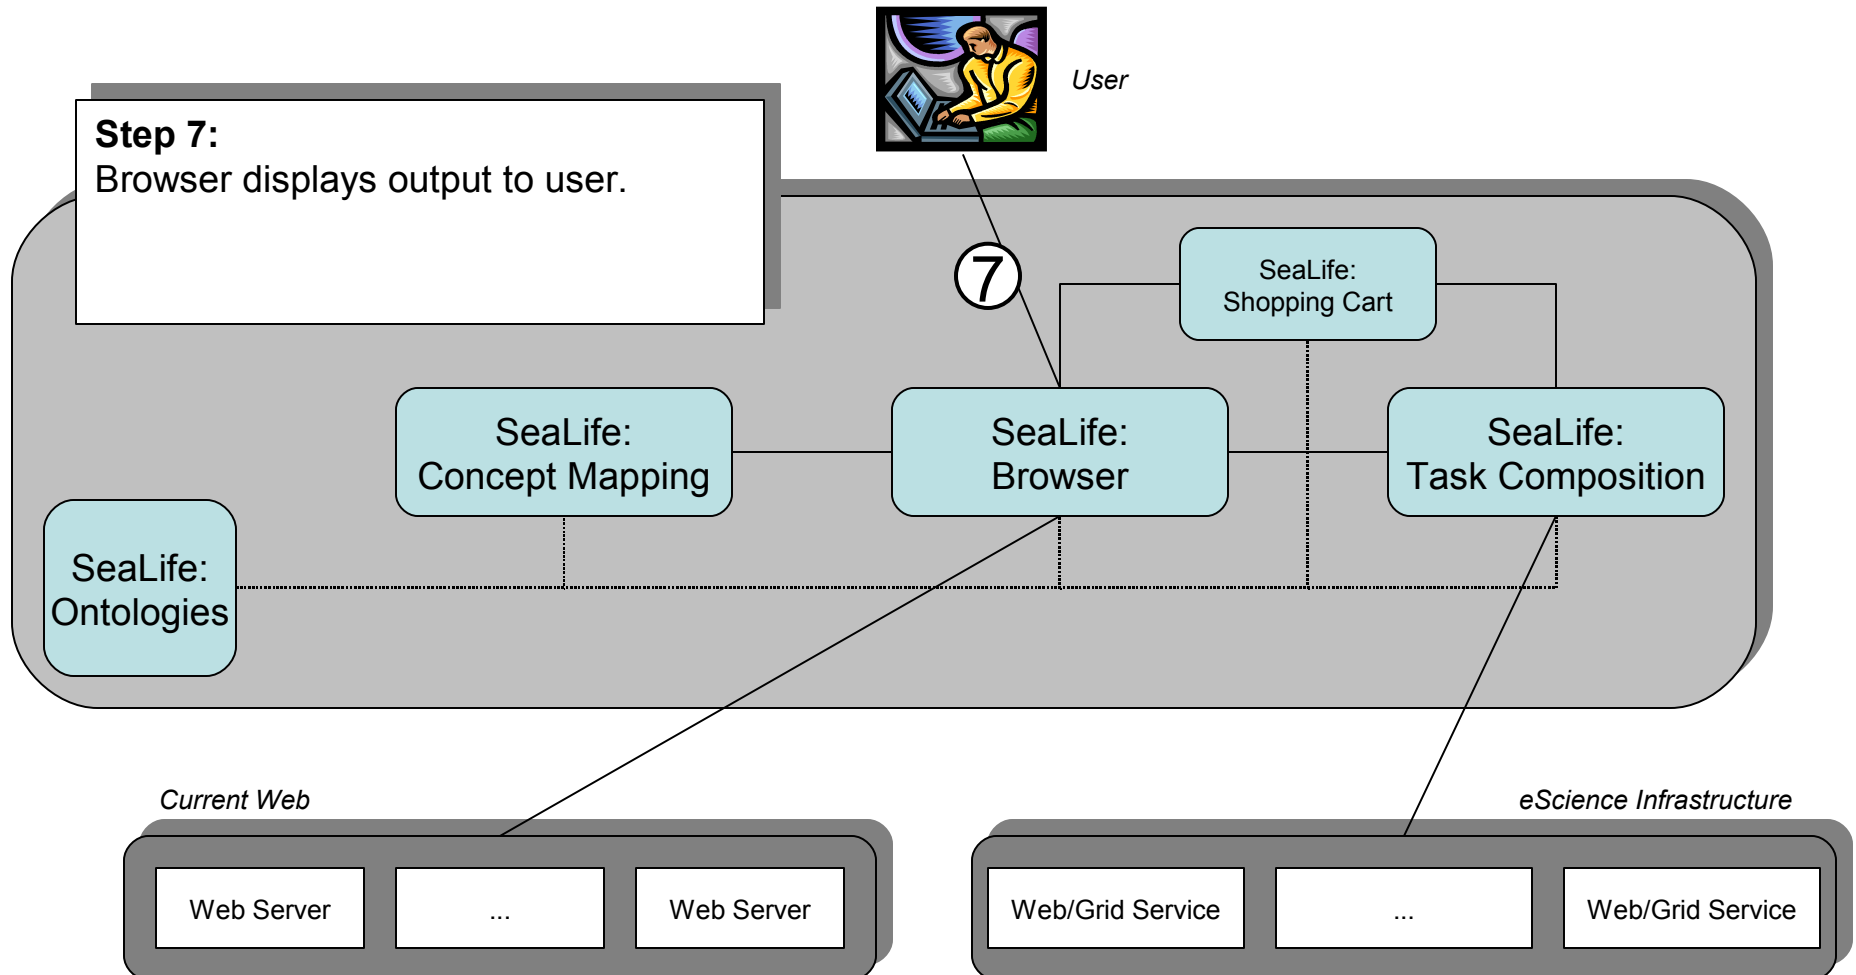 User
Step 7:
Browser displays output to user.
7
SeaLife:
Shopping Cart
SeaLife:
Concept Mapping
SeaLife:
Browser
SeaLife:
Task Composition
SeaLife:
Ontologies
Current Web
eScience Infrastructure
Web Server
...
Web Server
Web/Grid Service
...
Web/Grid Service